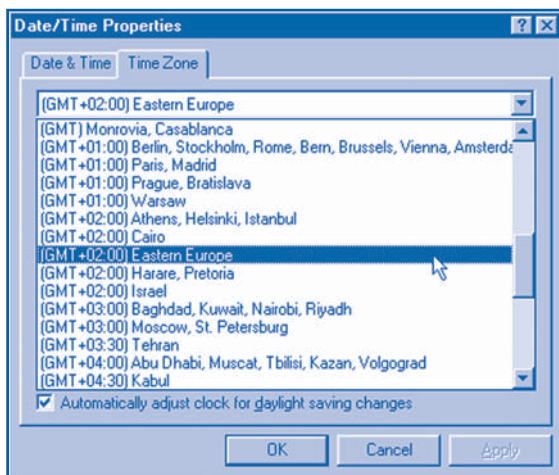 Date/Time Properties
Date & Time Time Zone
(GMT+02:00) Eastern Europe
(GMT) Monrovia, Casablanca
(GMT+01:00) Berlin, Stockholm, Rome, Bern, Brussels, Vienna, Amsterda
(GMT+01:00) Paris, Madrid
(GMT+01:00) Prague, Bratislava
(GMT+01:00) Warsaw
(GMT+02:00) Athens, Helsinki, Istanbul
(GMT+02:00) Cairo
(GMT+02:00) Eastern Europe
(GMT+02:00) Harare, Pretoria
(GMT+02:00) Israel
(GMT+03:00) Baghdad, Kuwait, Nairobi, Riyadh
(GMT+03:00) Moscow, St. Petersburg
(GMT+03:30) Tehran
(GMT+04:00) Abu Dhabi, Muscat, Tbilisi, Kazan, Volgograd
(GMT+04:30) Kabul
Automatically adjust clock for daylight saving changes
OK Cancel Apply